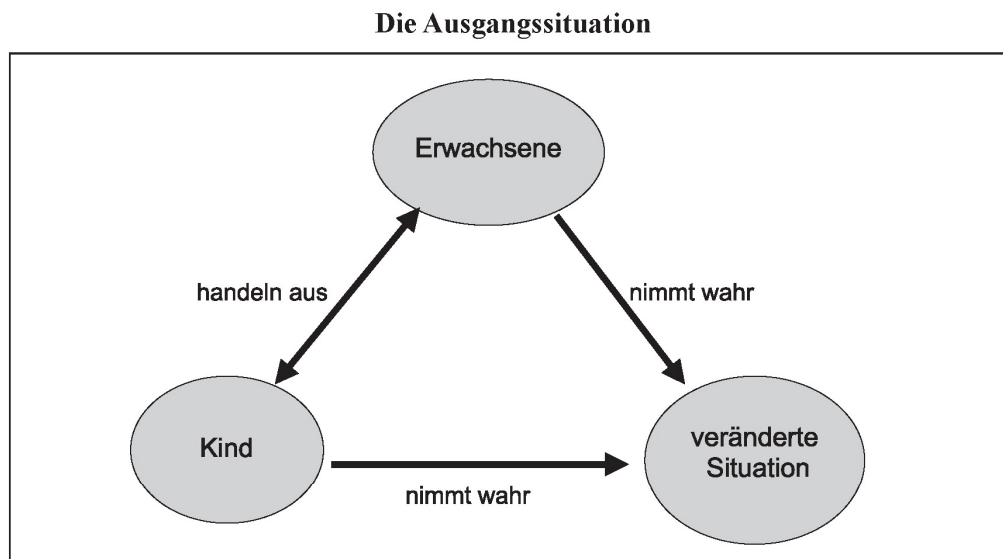 Die Ausgangssituation
Erwachsene
handeln aus
nimmt wahr
Kind
veränderte
Situation
nimmt wahr